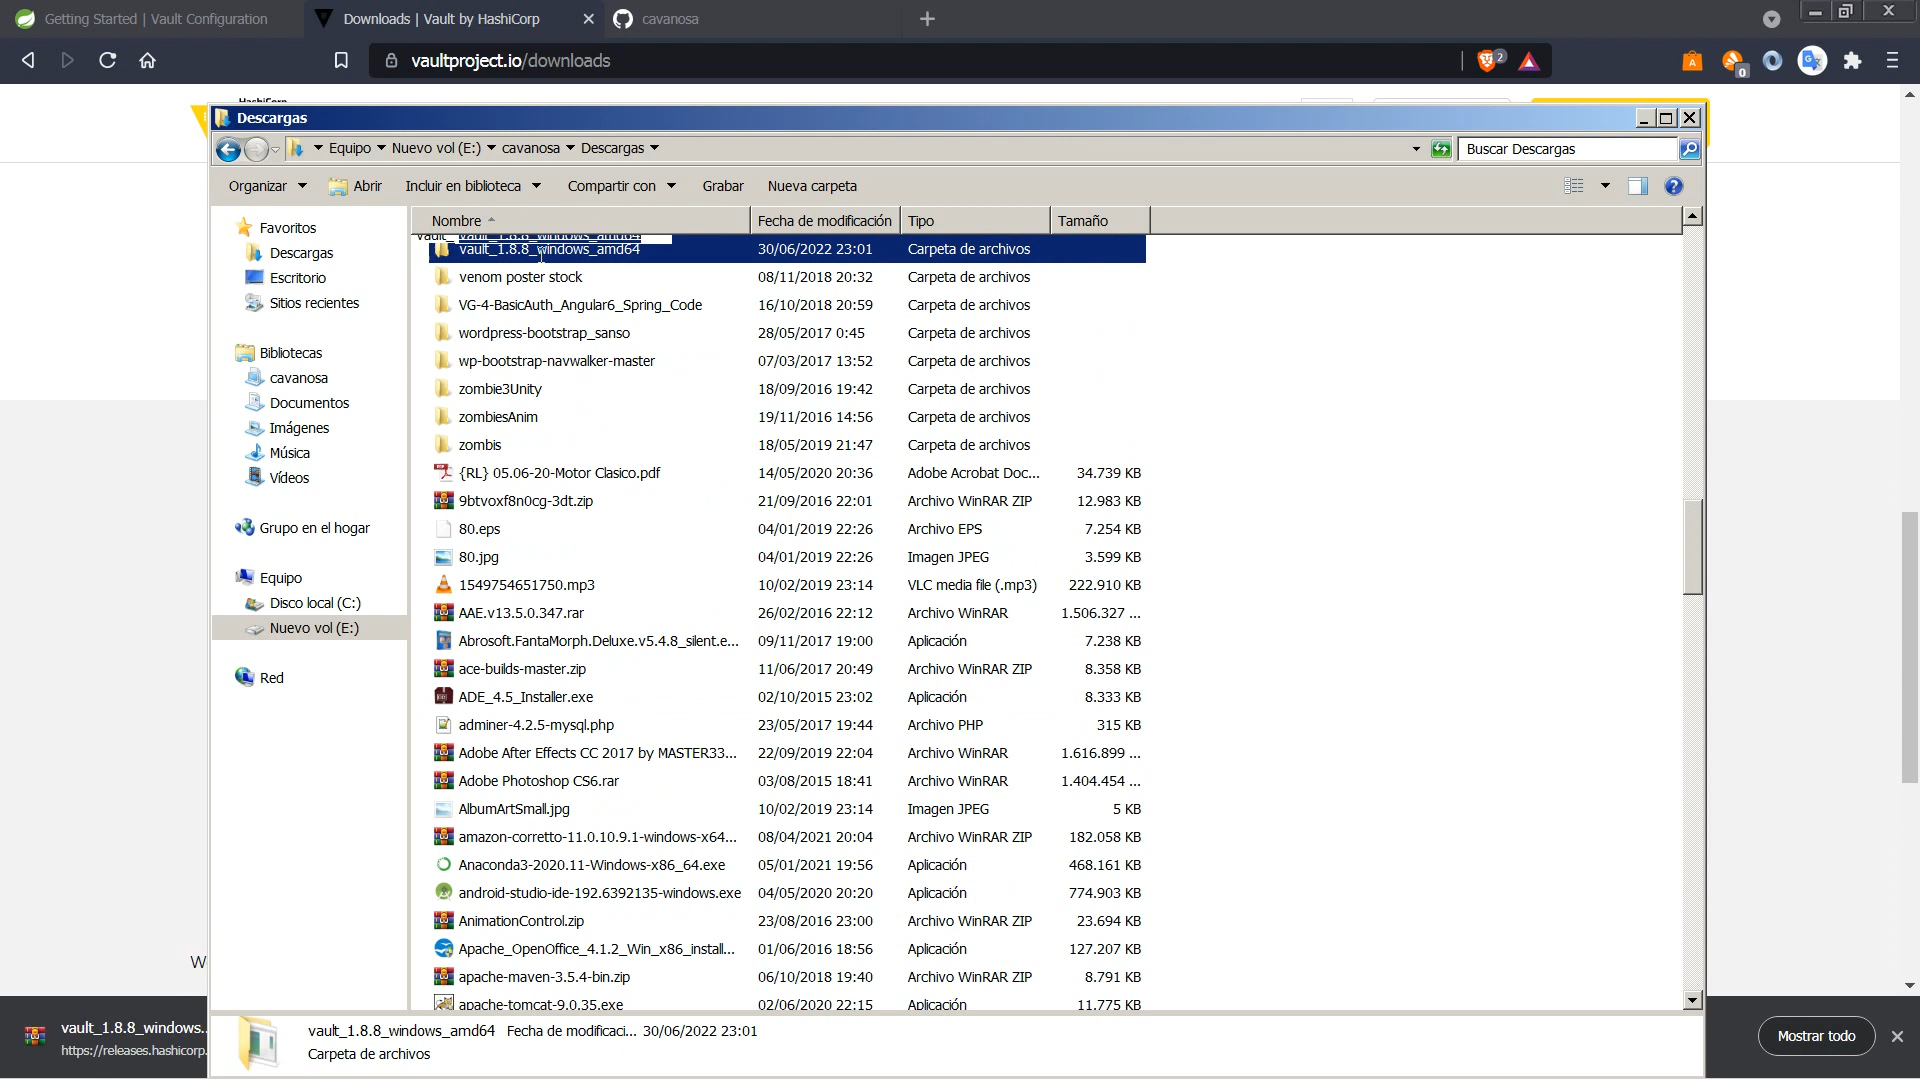 Getting Started | Vault Configuration
Downloads | Vault by HashiCorp
cavanosa
vaultproject.io/downloads
2
0
HashiCorp
Descargas
Equipo
Nuevo vol (E:)
cavanosa
Descargas
Buscar Descargas
Organizar
Abrir
Incluir en biblioteca
Compartir con
Grabar
Nueva carpeta
Nombre
Fecha de modificación
Tipo
Tamaño
Favoritos
Descargas
Escritorio
Sitios recientes
Bibliotecas
cavanosa
Documentos
Imágenes
Música
Vídeos
Grupo en el hogar
Equipo
Disco local (C:)
Nuevo vol (E:)
Red
vault_1.8.8_windows_amd64
vault_1.8.8_windows_amd64 30/06/2022 23:01 Carpeta de archivos
venom poster stock 08/11/2018 20:32 Carpeta de archivos
VG-4-BasicAuth_Angular6_Spring_Code 16/10/2018 20:59 Carpeta de archivos
wordpress-bootstrap_sanso 28/05/2017 0:45 Carpeta de archivos
wp-bootstrap-navwalker-master 07/03/2017 13:52 Carpeta de archivos
zombie3Unity 18/09/2016 19:42 Carpeta de archivos
zombiesAnim 19/11/2016 14:56 Carpeta de archivos
zombis 18/05/2019 21:47 Carpeta de archivos
{RL} 05.06-20-Motor Clasico.pdf 14/05/2020 20:36 Adobe Acrobat Doc... 34.739 KB
9btvoxf8n0cg-3dt.zip 21/09/2016 22:01 Archivo WinRAR ZIP 12.983 KB
80.eps 04/01/2019 22:26 Archivo EPS 7.254 KB
80.jpg 04/01/2019 22:26 Imagen JPEG 3.599 KB
1549754651750.mp3 10/02/2019 23:14 VLC media file (.mp3) 222.910 KB
AAE.v13.5.0.347.rar 26/02/2016 22:12 Archivo WinRAR 1.506.327 ...
Abrosoft.FantaMorph.Deluxe.v5.4.8_silent.e... 09/11/2017 19:00 Aplicación 7.238 KB
ace-builds-master.zip 11/06/2017 20:49 Archivo WinRAR ZIP 8.358 KB
ADE_4.5_Installer.exe 02/10/2015 23:02 Aplicación 8.333 KB
adminer-4.2.5-mysql.php 23/05/2017 19:44 Archivo PHP 315 KB
Adobe After Effects CC 2017 by MASTER33... 22/09/2019 22:04 Archivo WinRAR 1.616.899 ...
Adobe Photoshop CS6.rar 03/08/2015 18:41 Archivo WinRAR 1.404.454 ...
AlbumArtSmall.jpg 10/02/2019 23:14 Imagen JPEG 5 KB
amazon-corretto-11.0.10.9.1-windows-x64... 08/04/2021 20:04 Archivo WinRAR ZIP 182.058 KB
Anaconda3-2020.11-Windows-x86_64.exe 05/01/2021 19:56 Aplicación 468.161 KB
android-studio-ide-192.6392135-windows.exe 04/05/2020 20:20 Aplicación 774.903 KB
AnimationControl.zip 23/08/2016 23:00 Archivo WinRAR ZIP 23.694 KB
Apache_OpenOffice_4.1.2_Win_x86_install... 01/06/2016 18:56 Aplicación 127.207 KB
apache-maven-3.5.4-bin.zip 06/10/2018 19:40 Archivo WinRAR ZIP 8.791 KB
apache-tomcat-9.0.35.exe 02/06/2020 22:15 Aplicación 11.775 KB
W
vault_1.8.8_windows_amd64 Fecha de modificaci... 30/06/2022 23:01
Carpeta de archivos
vault_1.8.8_windows...
https://releases.hashicorp.
Mostrar todo